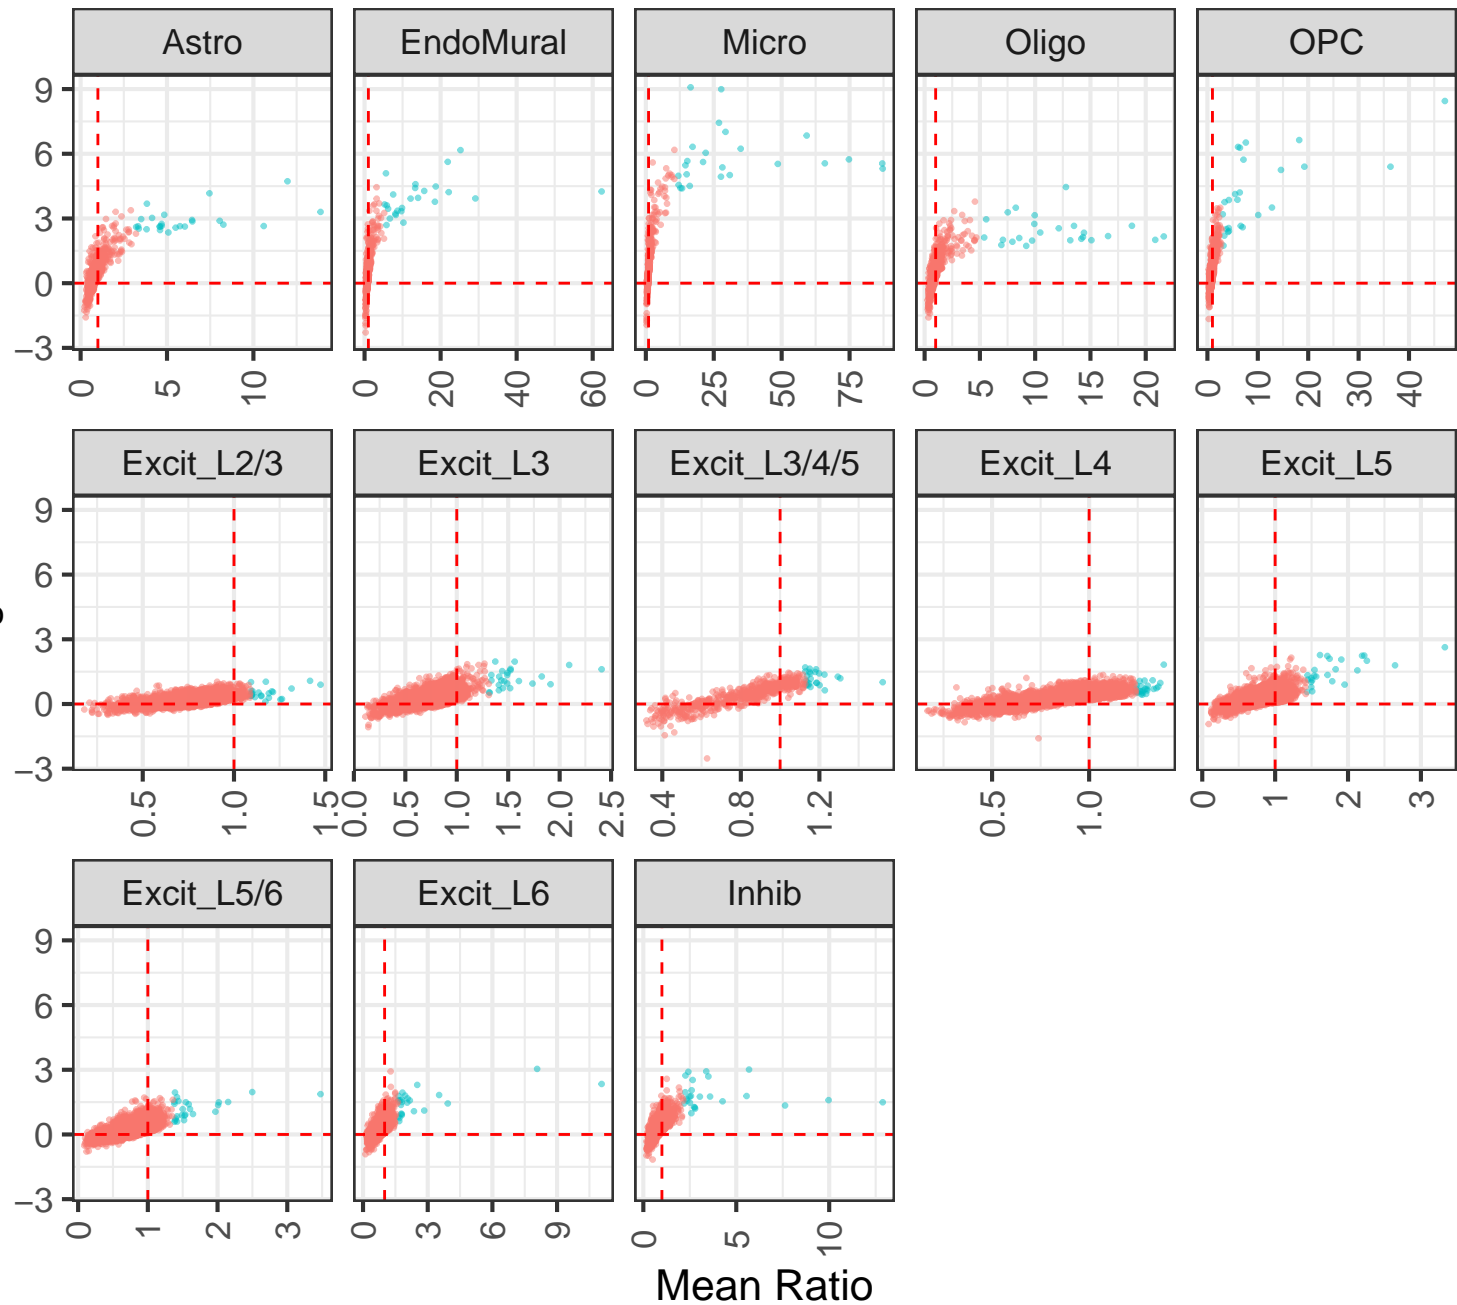 Astro EndoMural Micro Oligo OPC
9
6
3
0
−3
0 5 10 0 20 40 60 0 25 50 75 0 5 10 15 20 0 10 20 30 40
Excit_L2/3 Excit_L3 Excit_L3/4/5 Excit_L4 Excit_L5
9
6
3
0
−3
0.5 1.0 1.5 0.0 0.5 1.0 1.5 2.0 2.5 0.4 0.8 1.2 0.5 1.0 0 1 2 3
Excit_L5/6 Excit_L6 Inhib
9
6
3
0
−3
0 1 2 3 0 3 6 9 0 5 10
Mean Ratio